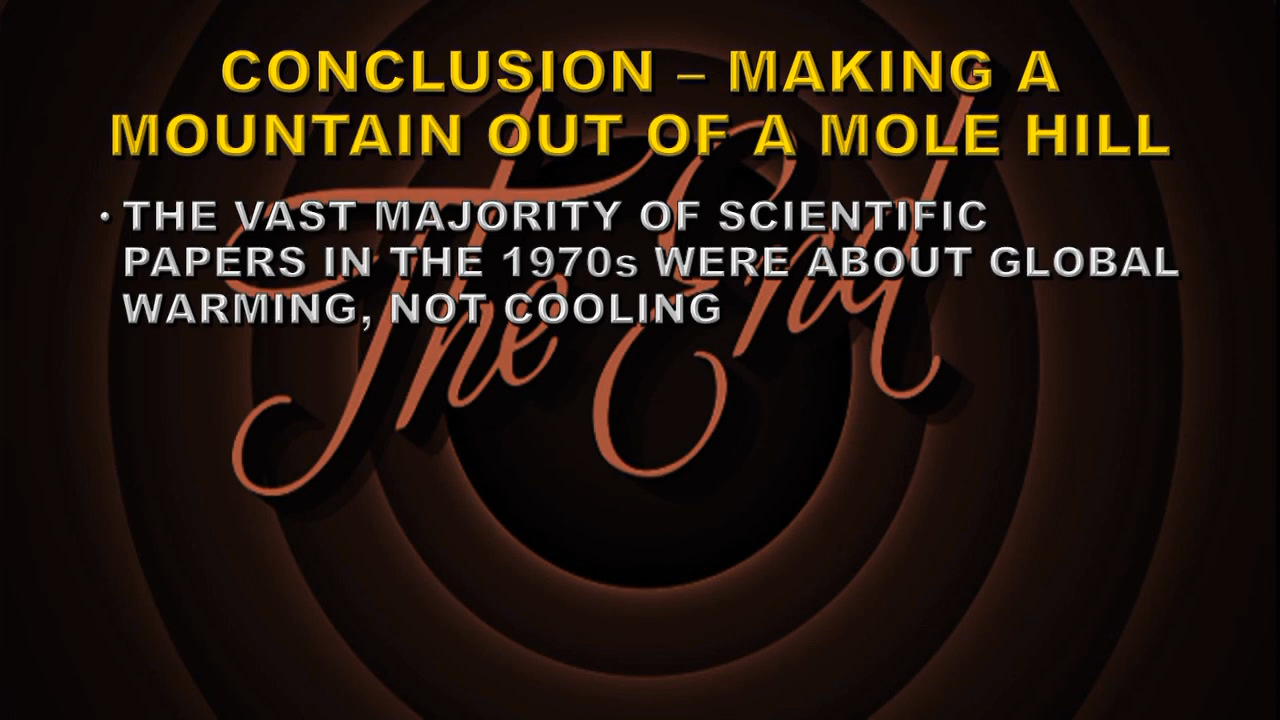 CONCLUSION – MAKING A
MOUNTAIN OUT OF A MOLE HILL
• THE VAST MAJORITY OF SCIENTIFIC
PAPERS IN THE 1970s WERE ABOUT GLOBAL
WARMING, NOT COOLING
The End